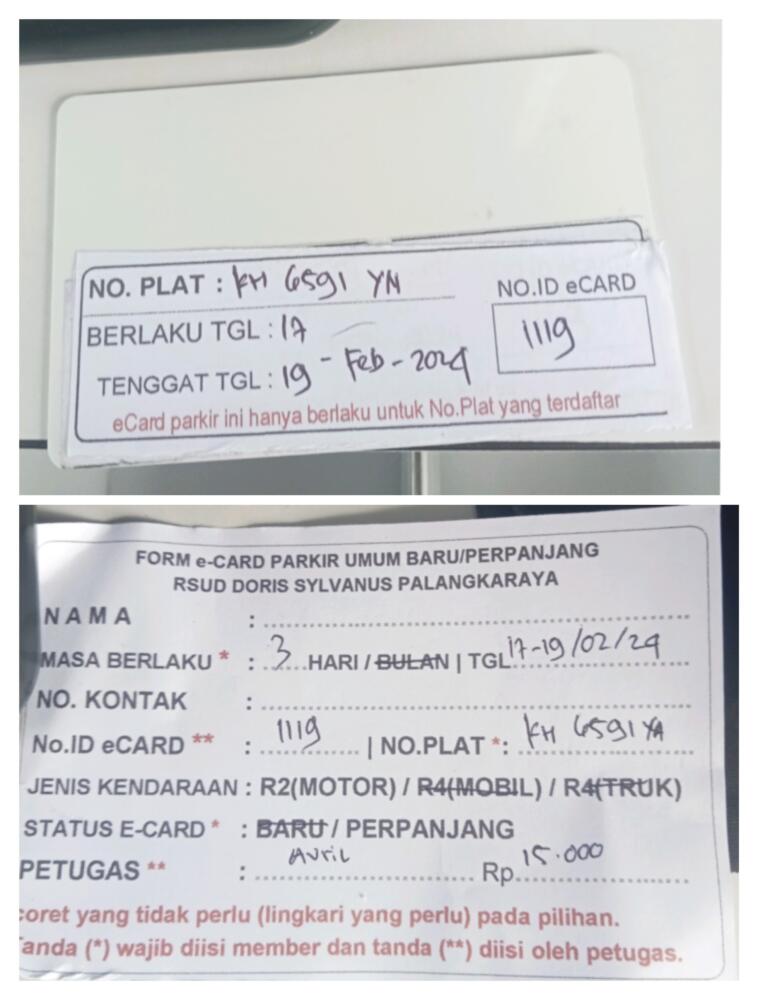 NO. PLAT : KH 6591 YN
NO.ID eCARD
BERLAKU TGL : 17
1119
TENGGAT TGL : 19 - Feb - 2024
eCard parkir ini hanya berlaku untuk No.Plat yang terdaftar
FORM e-CARD PARKIR UMUM BARU/PERPANJANG
RSUD DORIS SYLVANUS PALANGKARAYA
NAMA :
MASA BERLAKU * : 3 HARI / BULAN | TGL 17-19/02/24
NO. KONTAK :
No.ID eCARD ** : 1119 | NO.PLAT *: KH 6591
JENIS KENDARAAN : R2(MOTOR) / R4(MOBIL) / R4(TRUK)
STATUS E-CARD * : BARU / PERPANJANG
PETUGAS ** : Avril Rp. 15.000
coret yang tidak perlu (lingkari yang perlu) pada pilihan.
Tanda (*) wajib diisi member dan tanda (**) diisi oleh petugas.